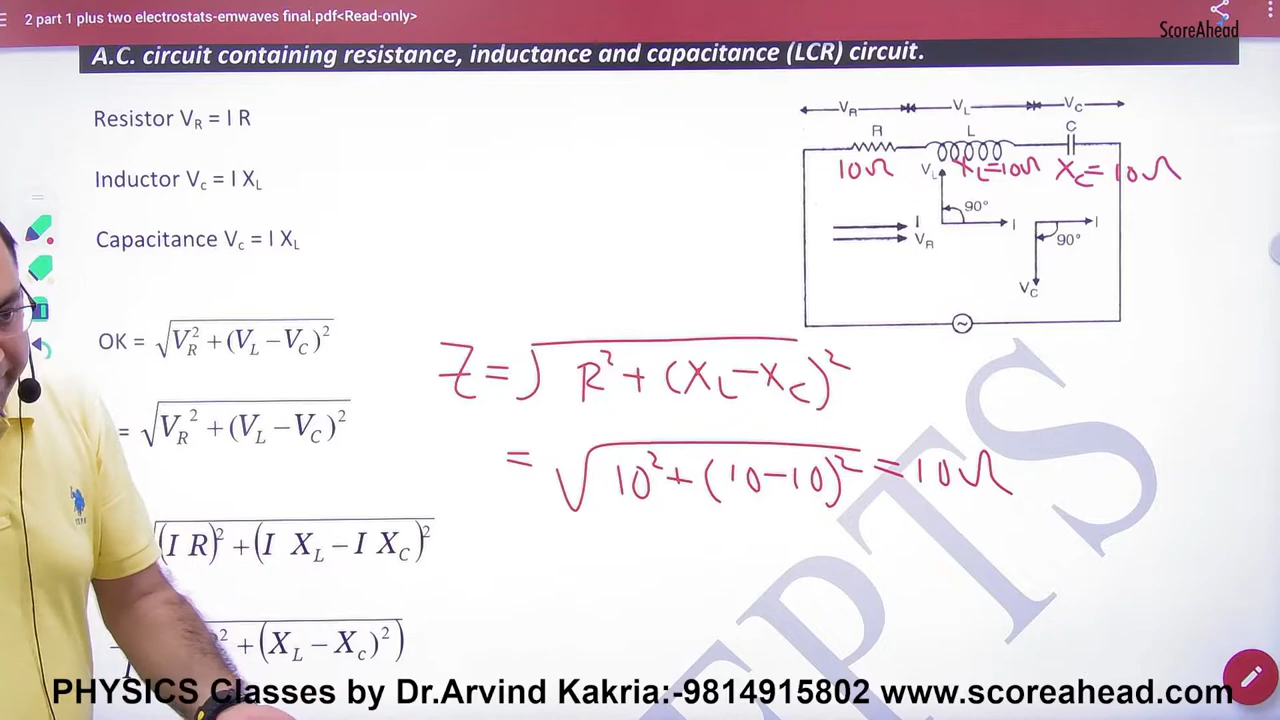 2 part 1 plus two electrostats-emwaves final.pdf<Read-only>
ScoreAhead
A.C. circuit containing resistance, inductance and capacitance (LCR) circuit.
Resistor V_R = I R
Inductor V_c = I X_L
Capacitance V_c = I X_L
OK = √(V_R² + (V_L − V_C)²)
= √(V_R² + (V_L − V_C)²)
(I R)² + (I X_L − I X_C)²
² + (X_L − X_c)²)
V_R V_L V_C
R L C
10Ω X_L=10Ω X_C=10Ω
V_L 90° I
I
V_R
I
90°
V_C
Z = √(R² + (X_L − X_C)²)
= √(10² + (10−10)²) = 10Ω
EPTS
PHYSICS Classes by Dr.Arvind Kakria:-9814915802 www.scoreahead.com